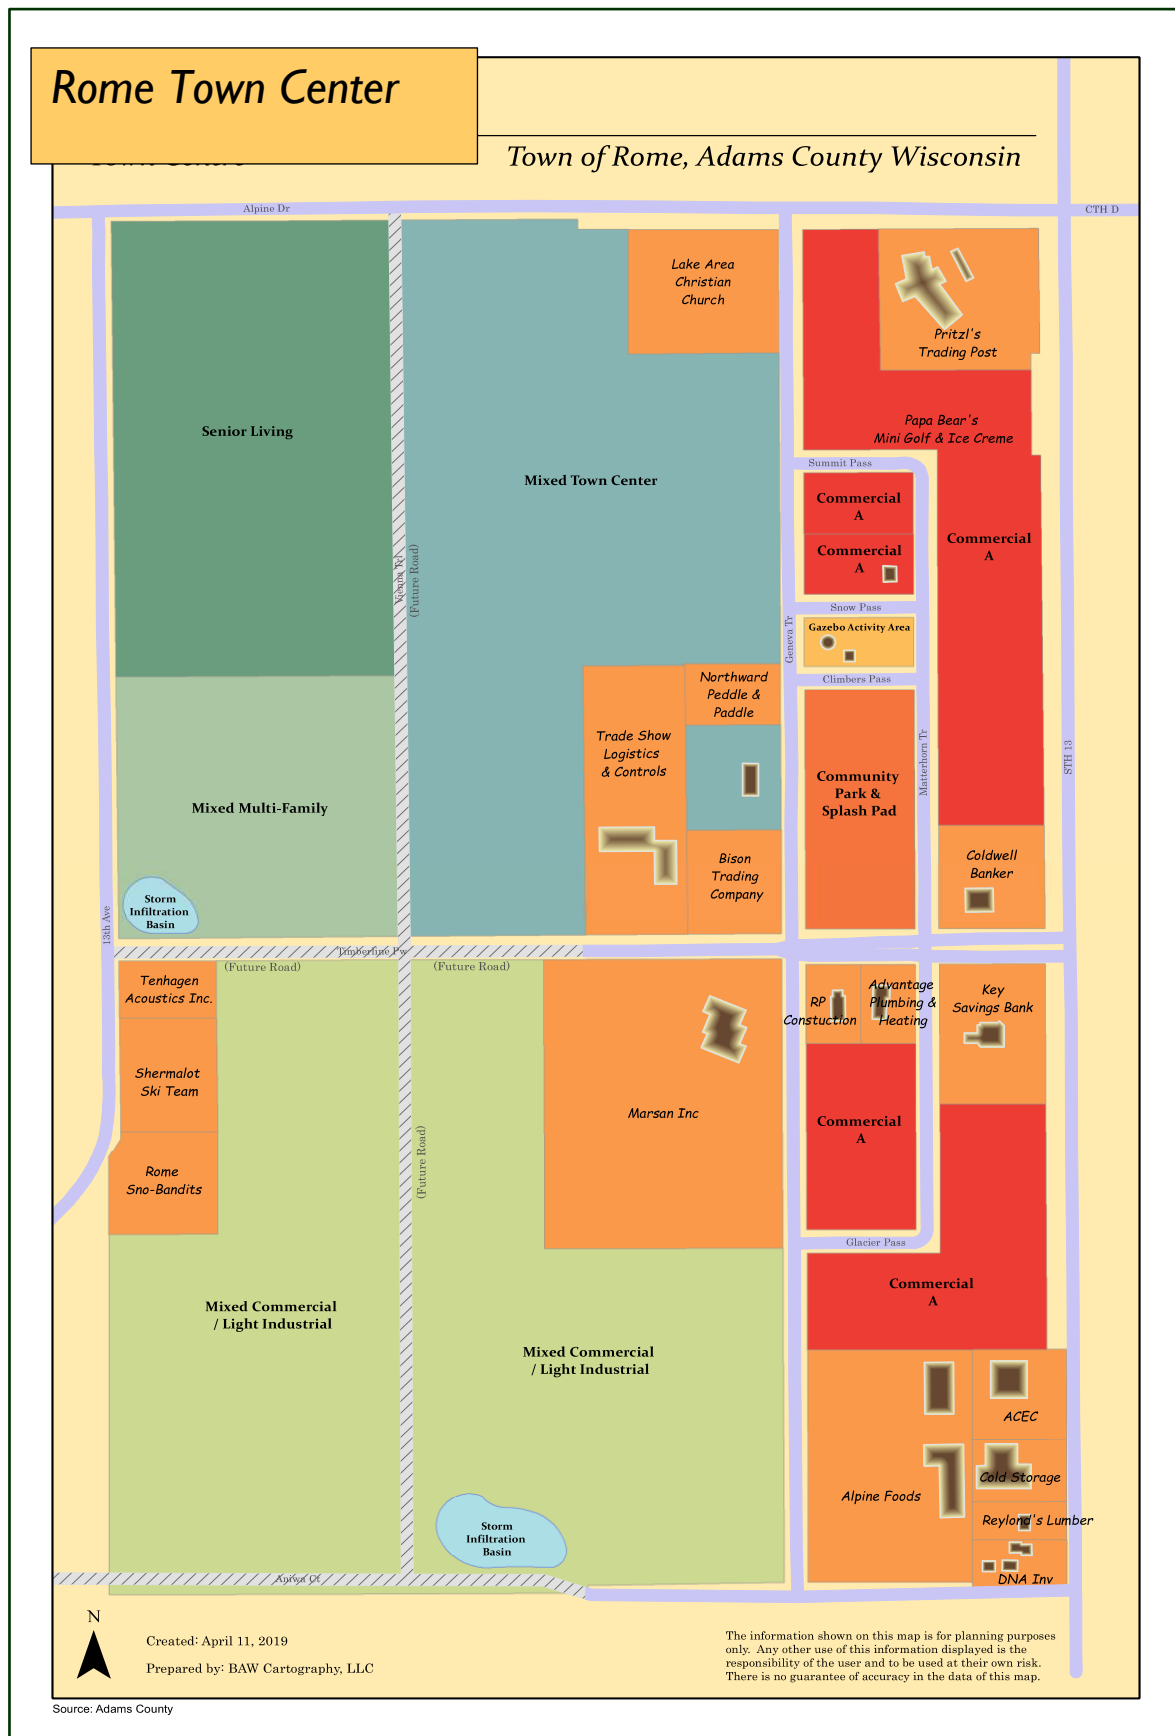 Rome Town Center
Town of Rome, Adams County Wisconsin
Alpine Dr
CTH D
Lake Area
Christian
Church
Pritzl's
Trading Post
Senior Living
Papa Bear's
Mini Golf & Ice Creme
Summit Pass
Mixed Town Center
Commercial
A
Commercial
A
Commercial
A
Vienna Trl
(Future Road)
Snow Pass
Geneva Tr
Gazebo Activity Area
Climbers Pass
Northward
Peddle &
Paddle
Trade Show
Logistics
& Controls
Matterhorn Tr
STH 13
Community
Park &
Splash Pad
Mixed Multi-Family
Bison
Trading
Company
Coldwell
Banker
Storm
Infiltration
Basin
13th Ave
Timberline Pw
(Future Road)
(Future Road)
Tenhagen
Acoustics Inc.
RP
Constuction
Advantage
Plumbing &
Heating
Key
Savings Bank
Shermalot
Ski Team
Marsan Inc
Commercial
A
(Future Road)
Rome
Sno-Bandits
Glacier Pass
Commercial
A
Mixed Commercial
/ Light Industrial
Mixed Commercial
/ Light Industrial
ACEC
Cold Storage
Alpine Foods
Reylond's Lumber
Storm
Infiltration
Basin
DNA Inv
Aniwa Ct
N
Created: April 11, 2019
Prepared by: BAW Cartography, LLC
The information shown on this map is for planning purposes
only. Any other use of this information displayed is the
responsibility of the user and to be used at their own risk.
There is no guarantee of accuracy in the data of this map.
Source: Adams County